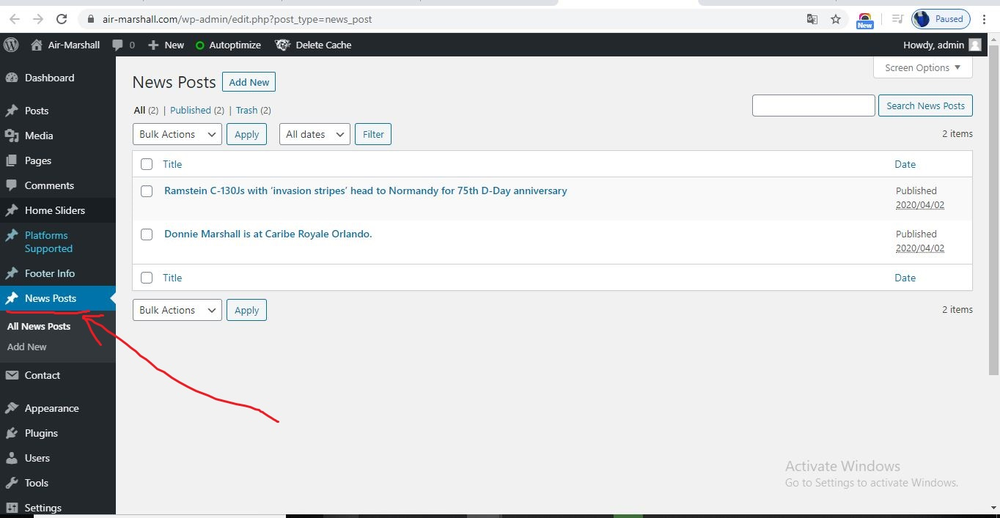 air-marshall.com/wp-admin/edit.php?post_type=news_post
New
Paused
Air-Marshall 0 New Autoptimize Delete Cache Howdy, admin
Dashboard
Posts
Media
Pages
Comments
Home Sliders
Platforms
Supported
Footer Info
News Posts
All News Posts
Add New
Contact
Appearance
Plugins
Users
Tools
Settings
Screen Options
News Posts Add New
All (2) | Published (2) | Trash (2)
Search News Posts
Bulk Actions Apply All dates Filter 2 items
Title Date
Ramstein C-130Js with ‘invasion stripes’ head to Normandy for 75th D-Day anniversary Published
2020/04/02
Donnie Marshall is at Caribe Royale Orlando. Published
2020/04/02
Title Date
Bulk Actions Apply 2 items
Activate Windows
Go to Settings to activate Windows.